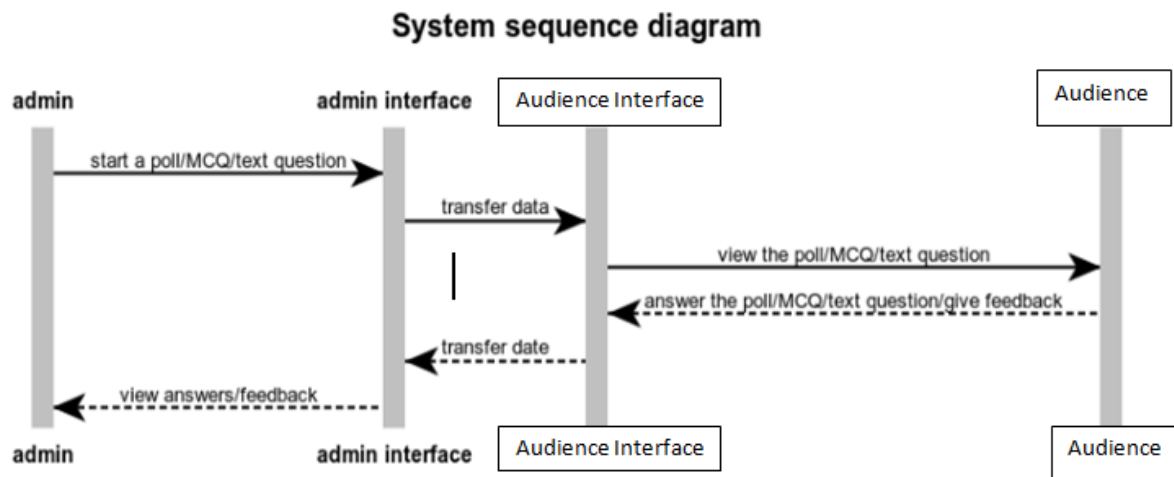 System sequence diagram
admin
admin interface
Audience Interface
Audience
start a poll/MCQ/text question
transfer data
view the poll/MCQ/text question
answer the poll/MCQ/text question/give feedback
transfer date
view answers/feedback
admin
admin interface
Audience Interface
Audience